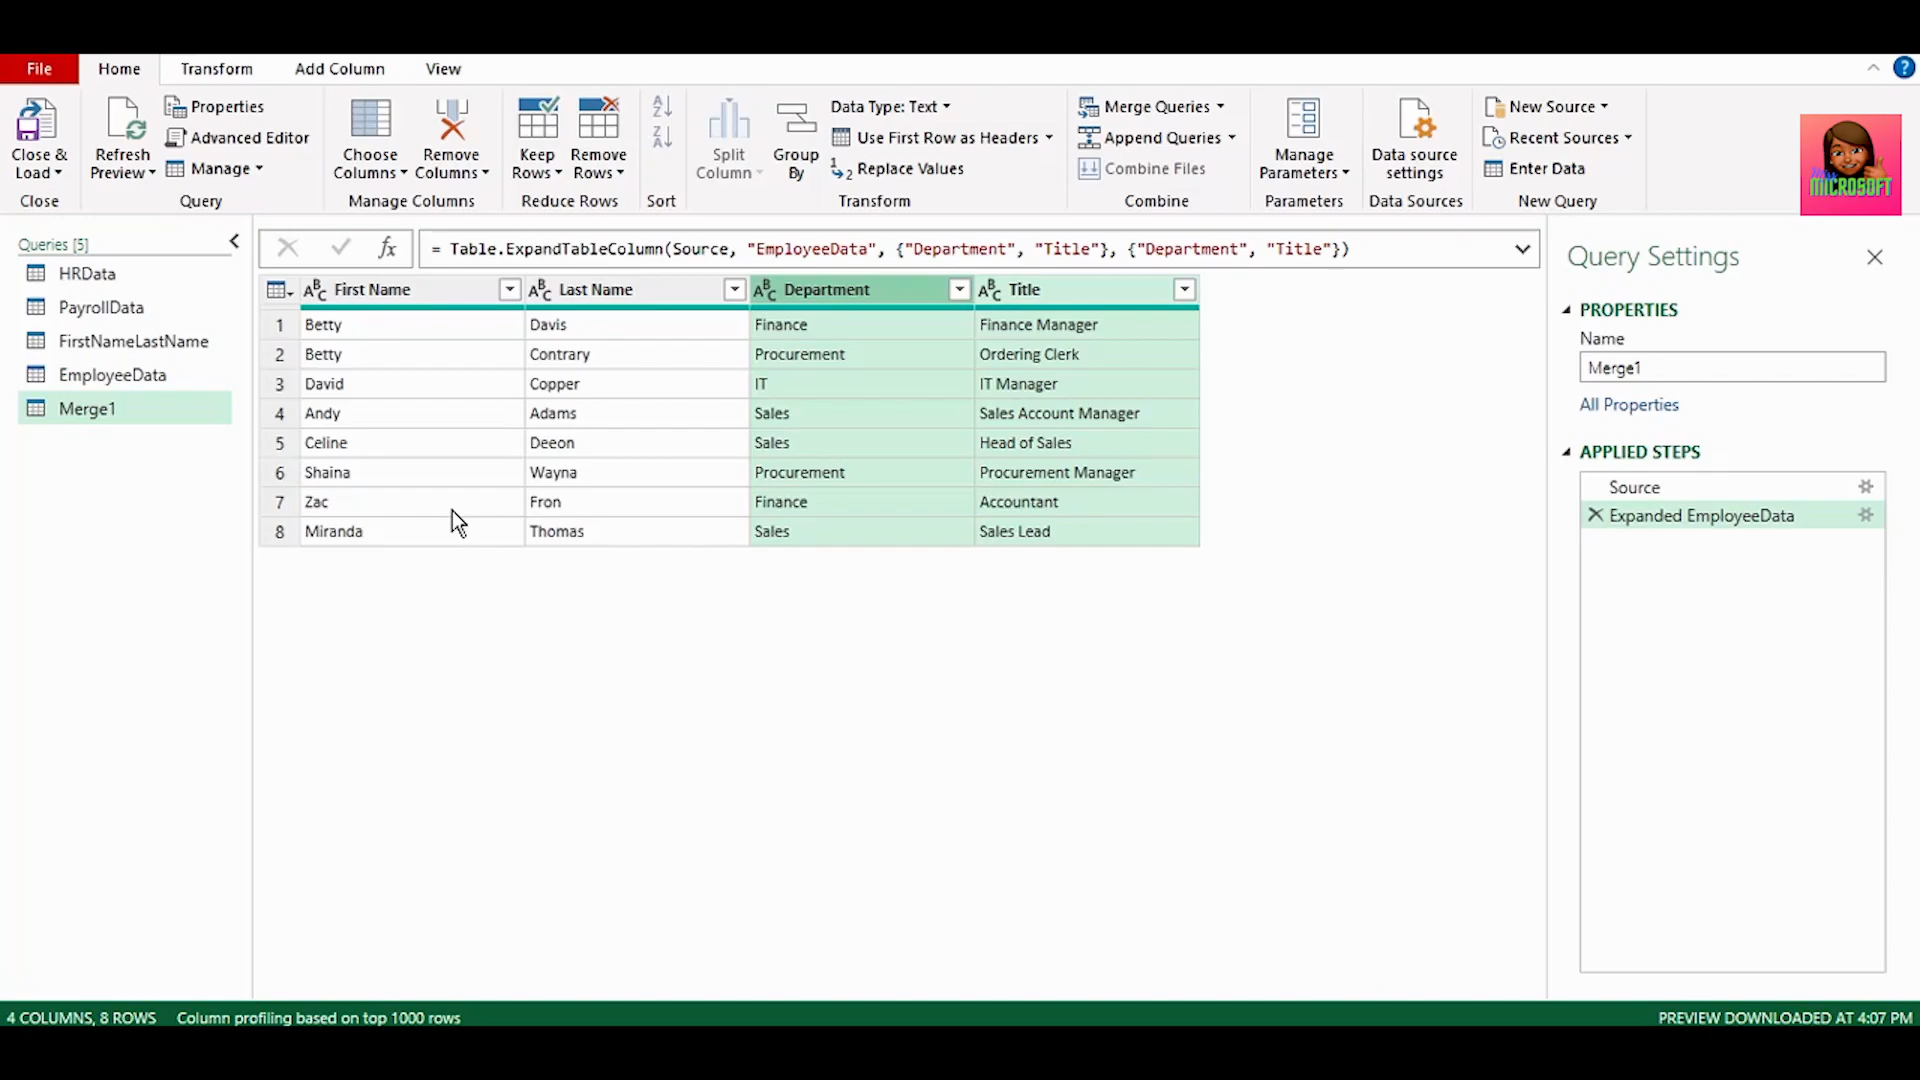 File Home Transform Add Column View
Close & Load
Close
Refresh Preview
Properties
Advanced Editor
Manage
Query
Choose Columns
Remove Columns
Manage Columns
Keep Rows
Remove Rows
Reduce Rows
A Z
Z A
Sort
Split Column
Group By
Data Type: Text
Use First Row as Headers
1 2 Replace Values
Transform
Merge Queries
Append Queries
Combine Files
Combine
Manage Parameters
Parameters
Data source settings
Data Sources
New Source
Recent Sources
Enter Data
New Query
?
MICROSOFT
Queries [5]
HRData
PayrollData
FirstNameLastName
EmployeeData
Merge1
fx = Table.ExpandTableColumn(Source, "EmployeeData", {"Department", "Title"}, {"Department", "Title"})
ABC First Name ABC Last Name ABC Department ABC Title
1 Betty Davis Finance Finance Manager
2 Betty Contrary Procurement Ordering Clerk
3 David Copper IT IT Manager
4 Andy Adams Sales Sales Account Manager
5 Celine Deeon Sales Head of Sales
6 Shaina Wayna Procurement Procurement Manager
7 Zac Fron Finance Accountant
8 Miranda Thomas Sales Sales Lead
Query Settings
PROPERTIES
Name
Merge1
All Properties
APPLIED STEPS
Source
Expanded EmployeeData
4 COLUMNS, 8 ROWS Column profiling based on top 1000 rows PREVIEW DOWNLOADED AT 4:07 PM